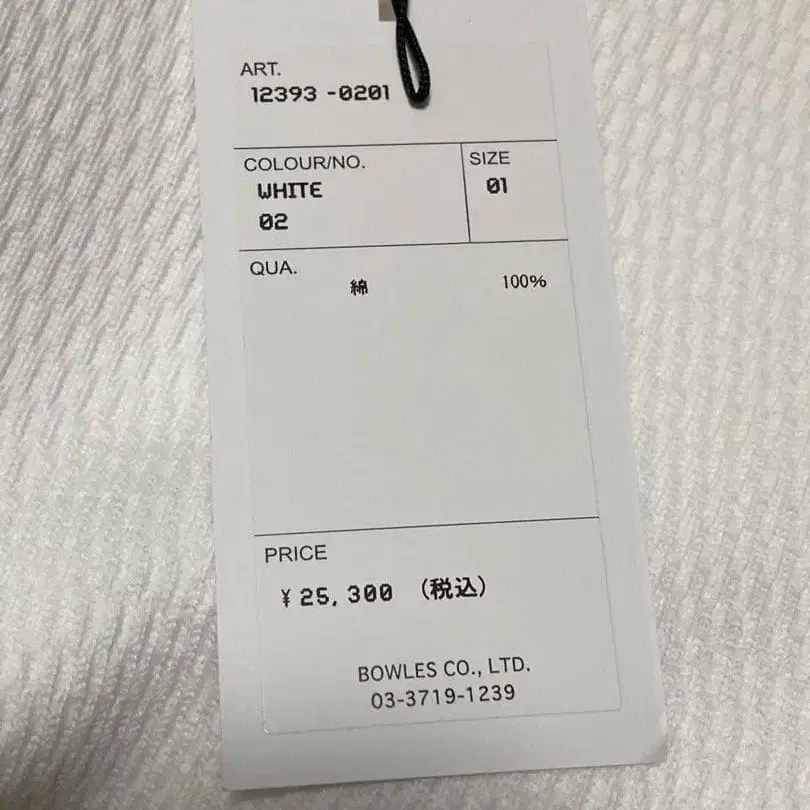 ART.
12393 -0201
COLOUR/NO.
WHITE
02
SIZE
01
QUA.
綿 100%
PRICE
¥25,300 (税込)
BOWLES CO., LTD.
03-3719-1239